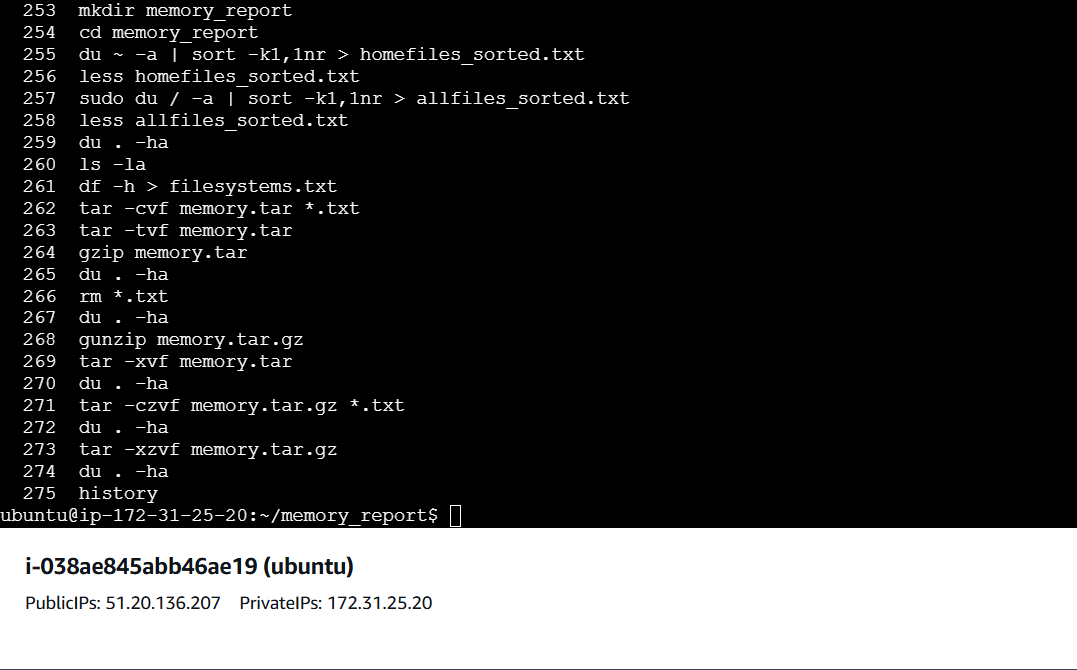 253  mkdir memory_report
254  cd memory_report
255  du ~ -a | sort -k1,1nr > homefiles_sorted.txt
256  less homefiles_sorted.txt
257  sudo du / -a | sort -k1,1nr > allfiles_sorted.txt
258  less allfiles_sorted.txt
259  du . -ha
260  ls -la
261  df -h > filesystems.txt
262  tar -cvf memory.tar *.txt
263  tar -tvf memory.tar
264  gzip memory.tar
265  du . -ha
266  rm *.txt
267  du . -ha
268  gunzip memory.tar.gz
269  tar -xvf memory.tar
270  du . -ha
271  tar -czvf memory.tar.gz *.txt
272  du . -ha
273  tar -xzvf memory.tar.gz
274  du . -ha
275  history
ubuntu@ip-172-31-25-20:~/memory_report$
i-038ae845abb46ae19 (ubuntu)
PublicIPs: 51.20.136.207 PrivateIPs: 172.31.25.20